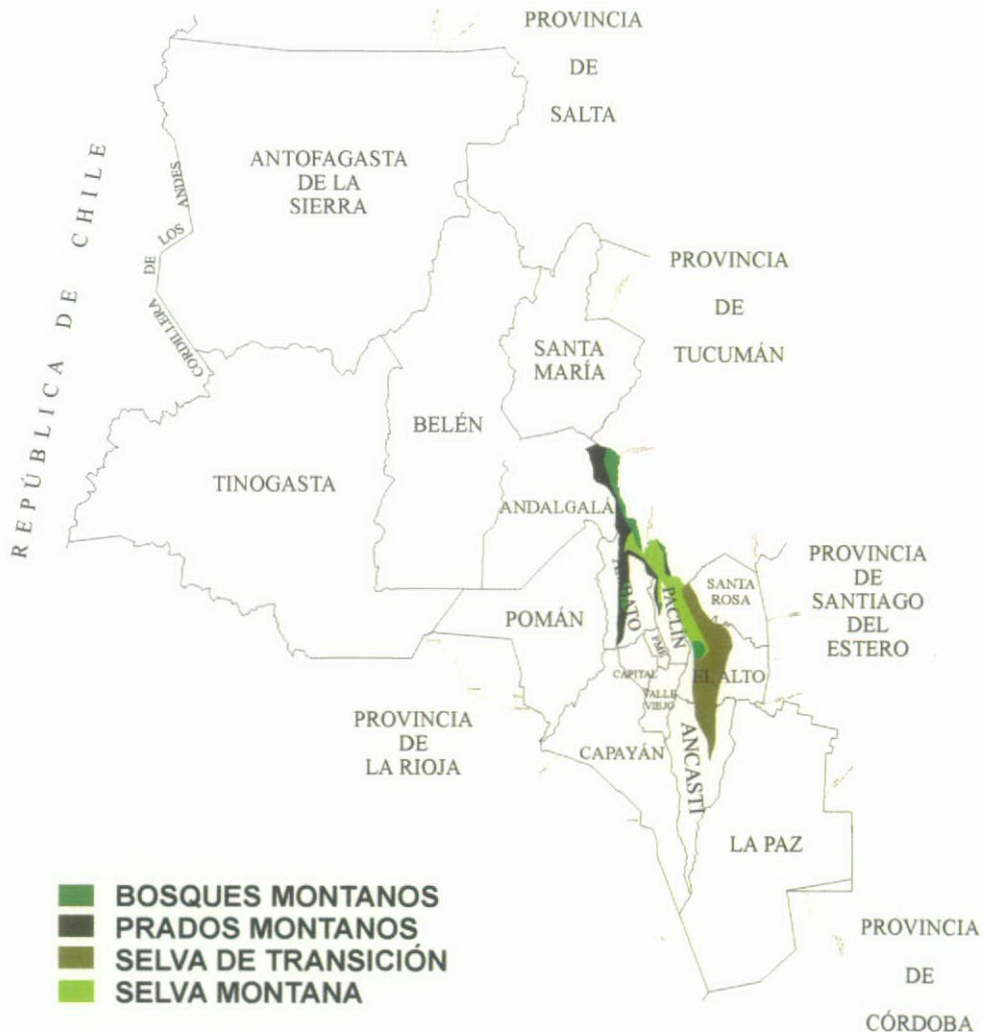 PROVINCIA
DE
SALTA
REPÚBLICA DE CHILE
CORDILLERA DE LOS ANDES
ANTOFAGASTA
DE LA
SIERRA
PROVINCIA
DE
TUCUMÁN
SANTA
MARÍA
BELÉN
TINOGASTA
ANDALGALÁ
PROVINCIA
DE
SANTIAGO
DEL
ESTERO
SANTA
ROSA
AMBATO
PACLÍN
POMÁN
FME
CAPITAL
EL ALTO
VALLE
VIEJO
PROVINCIA
DE
LA RIOJA
CAPAYÁN
ANCASTI
LA PAZ
BOSQUES MONTANOS
PRADOS MONTANOS
SELVA DE TRANSICIÓN
SELVA MONTANA
PROVINCIA
DE
CÓRDOBA